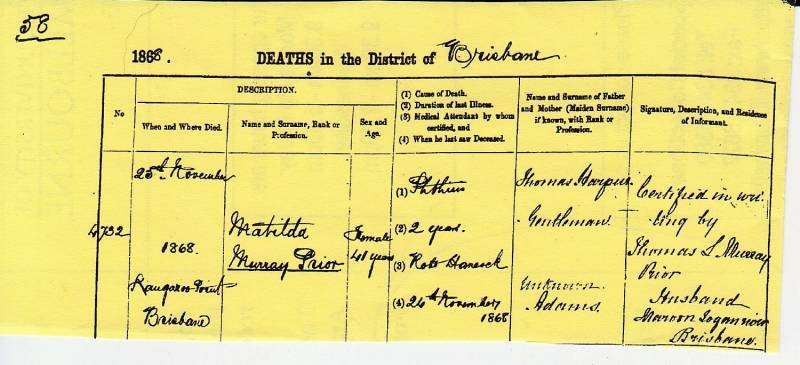 58
1868. DEATHS in the District of Brisbane
No
DESCRIPTION.
When and Where Died.
Name and Surname, Rank or
Profession.
Sex and
Age.
(1) Cause of Death.
(2) Duration of last Illness.
(3) Medical Attendant by whom
certified, and
(4) When he last saw Deceased.
Name and Surname of Father
and Mother (Maiden Surname)
if known, with Rank or
Profession.
Signature, Description, and Residence
of Informant.
4732
25th November
1868.
Kangaroo Point
Brisbane
Matilda
Murray Prior
Female
41 years
(1) Phthisis
(2) 2 years.
(3) Robt Hancock
(4) 24th November
1868
Thomas Harpur
Gentleman.
Unknown
Adams.
Certified in wri
ting by
Thomas L Murray
Prior
Husband
Maroon
Brisbane.